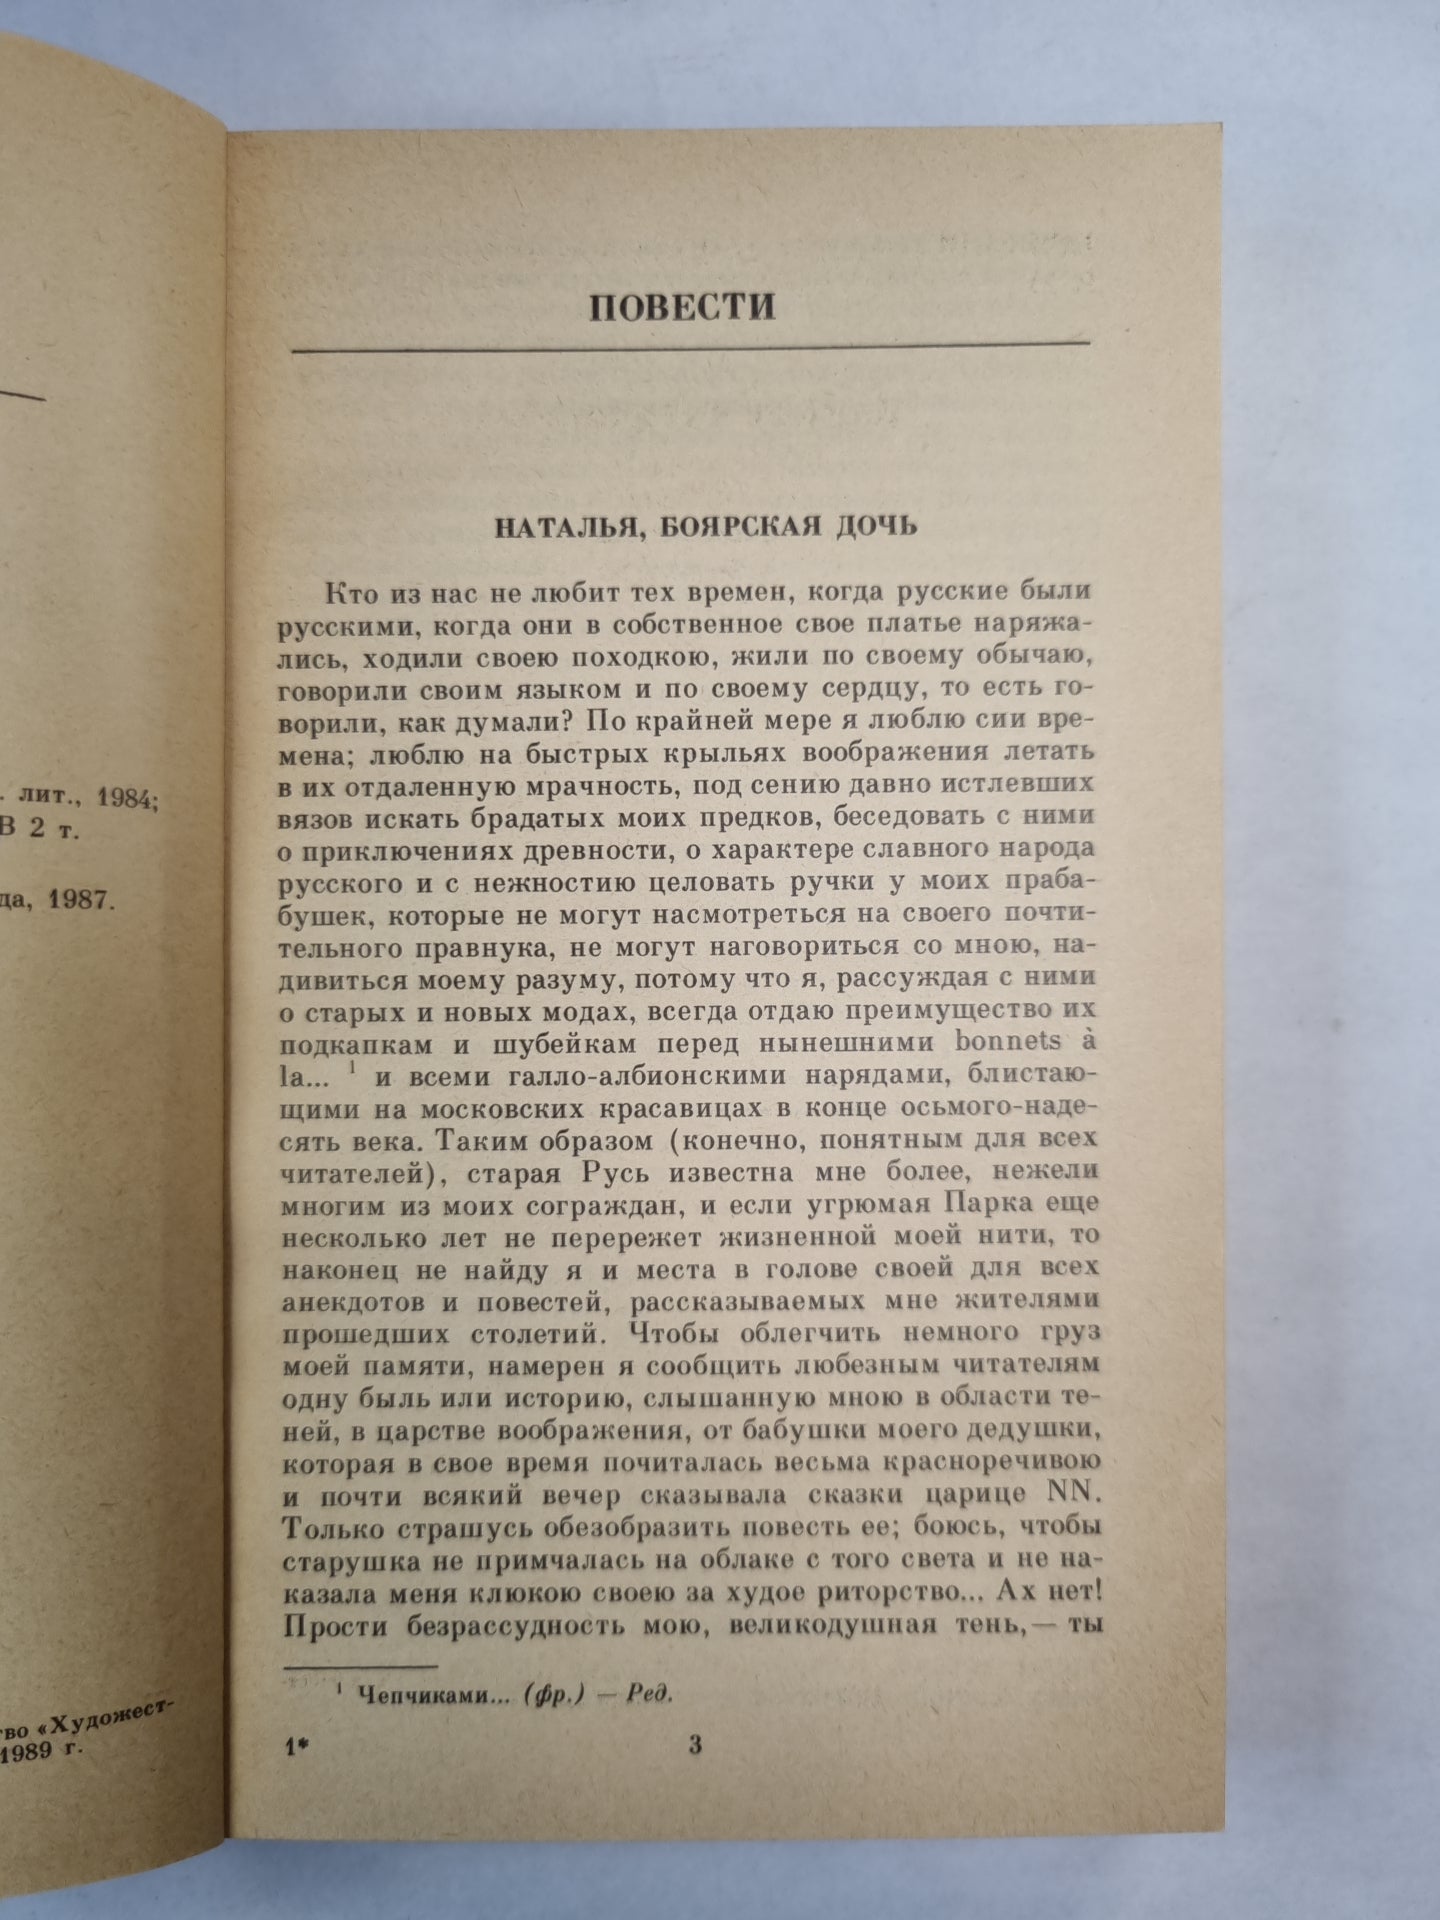 . лит., 1984;
В 2 т.
да, 1987.
тво «Художест-
1989 г.
ПОВЕСТИ
НАТАЛЬЯ, БОЯРСКАЯ ДОЧЬ
Кто из нас не любит тех времен, когда русские были
русскими, когда они в собственное свое платье наряжа-
лись, ходили своею походкою, жили по своему обычаю,
говорили своим языком и по своему сердцу, то есть го-
ворили, как думали? По крайней мере я люблю сии вре-
мена; люблю на быстрых крыльях воображения летать
в их отдаленную мрачность, под сению давно истлевших
вязов искать брадатых моих предков, беседовать с ними
о приключениях древности, о характере славного народа
русского и с нежностию целовать ручки у моих праба-
бушек, которые не могут насмотреться на своего почти-
тельного правнука, не могут наговориться со мною, на-
дивиться моему разуму, потому что я, рассуждая с ними
о старых и новых модах, всегда отдаю преимущество их
подкапкам и шубейкам перед нынешними bonnets à
la... ¹ и всеми галло-албионскими нарядами, блистаю-
щими на московских красавицах в конце осьмого-наде-
сять века. Таким образом (конечно, понятным для всех
читателей), старая Русь известна мне более, нежели
многим из моих сограждан, и если угрюмая Парка еще
несколько лет не перережет жизненной моей нити, то
наконец не найду я и места в голове своей для всех
анекдотов и повестей, рассказываемых мне жителями
прошедших столетий. Чтобы облегчить немного груз
моей памяти, намерен я сообщить любезным читателям
одну быль или историю, слышанную мною в области те-
ней, в царстве воображения, от бабушки моего дедушки,
которая в свое время почиталась весьма красноречивою
и почти всякий вечер сказывала сказки царице NN.
Только страшусь обезобразить повесть ее; боюсь, чтобы
старушка не примчалась на облаке с того света и не на-
казала меня клюкою своею за худое риторство... Ах нет!
Прости безрассудность мою, великодушная тень,— ты
¹ Чепчиками... (фр.) — Ред.
1*
3